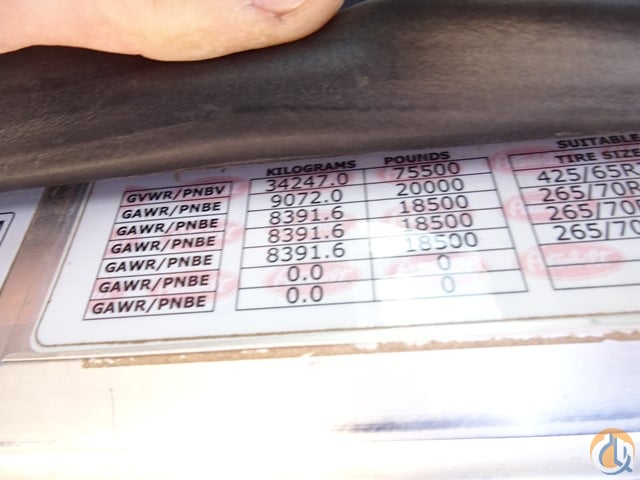 KILOGRAMS POUNDS SUITABLE
TIRE SIZE
GVWR/PNBV 34247.0 75500 425/65R
GAWR/PNBE 9072.0 20000 265/70R
GAWR/PNBE 8391.6 18500 265/70
GAWR/PNBE 8391.6 18500 265/70
GAWR/PNBE 8391.6 18500
GAWR/PNBE 0.0 0
GAWR/PNBE 0.0 0